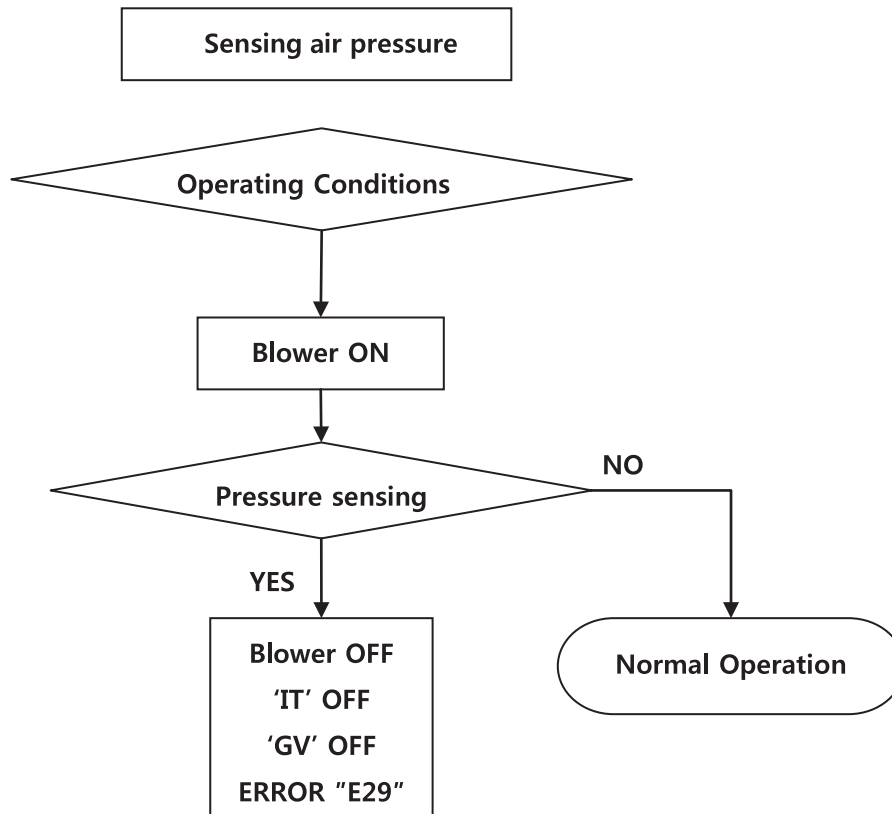 Sensing air pressure
Operating Conditions
Blower ON
Pressure sensing
NO
YES
Blower OFF
‘IT’ OFF
‘GV’ OFF
ERROR "E29"
Normal Operation